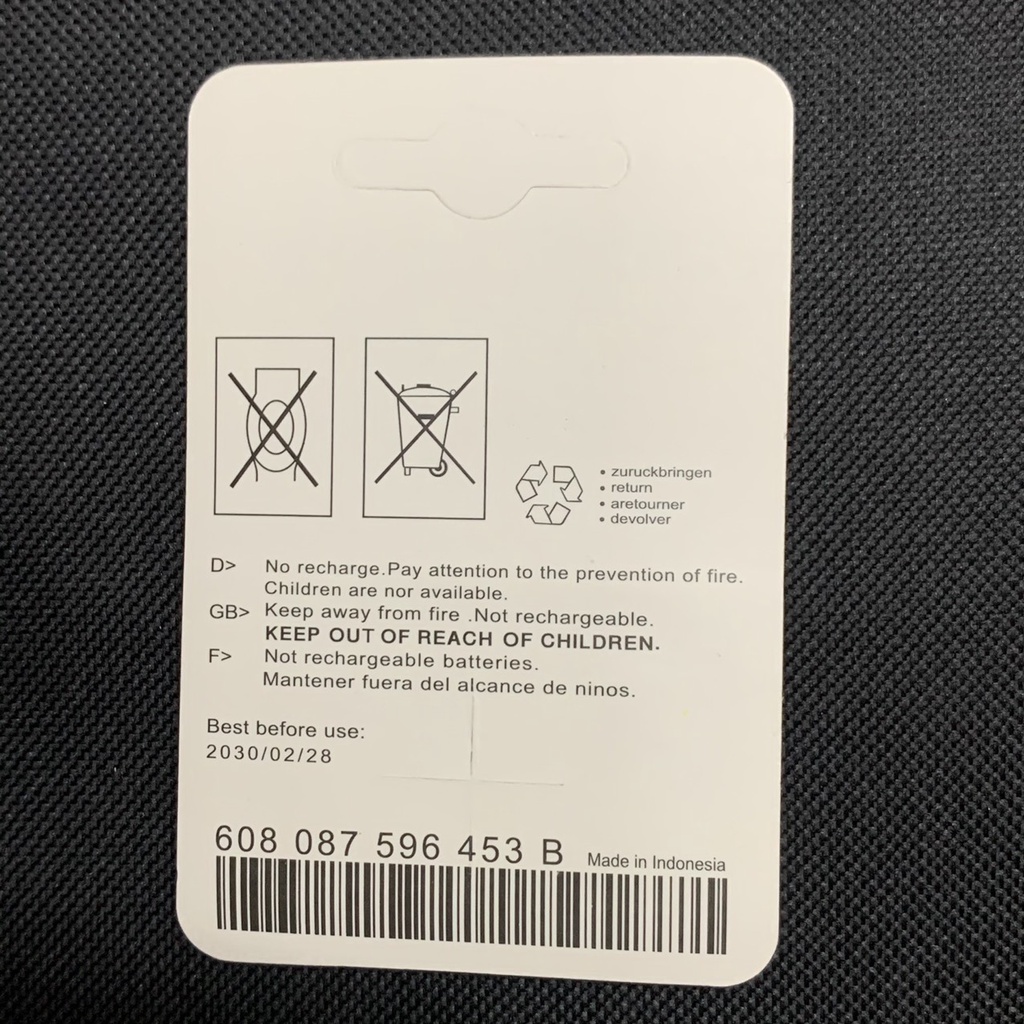 • zuruckbringen
• return
• aretourner
• devolver
D> No recharge.Pay attention to the prevention of fire.
Children are nor available.
GB> Keep away from fire .Not rechargeable.
KEEP OUT OF REACH OF CHILDREN.
F> Not rechargeable batteries.
Mantener fuera del alcance de ninos.
Best before use:
2030/02/28
608 087 596 453 B Made in Indonesia